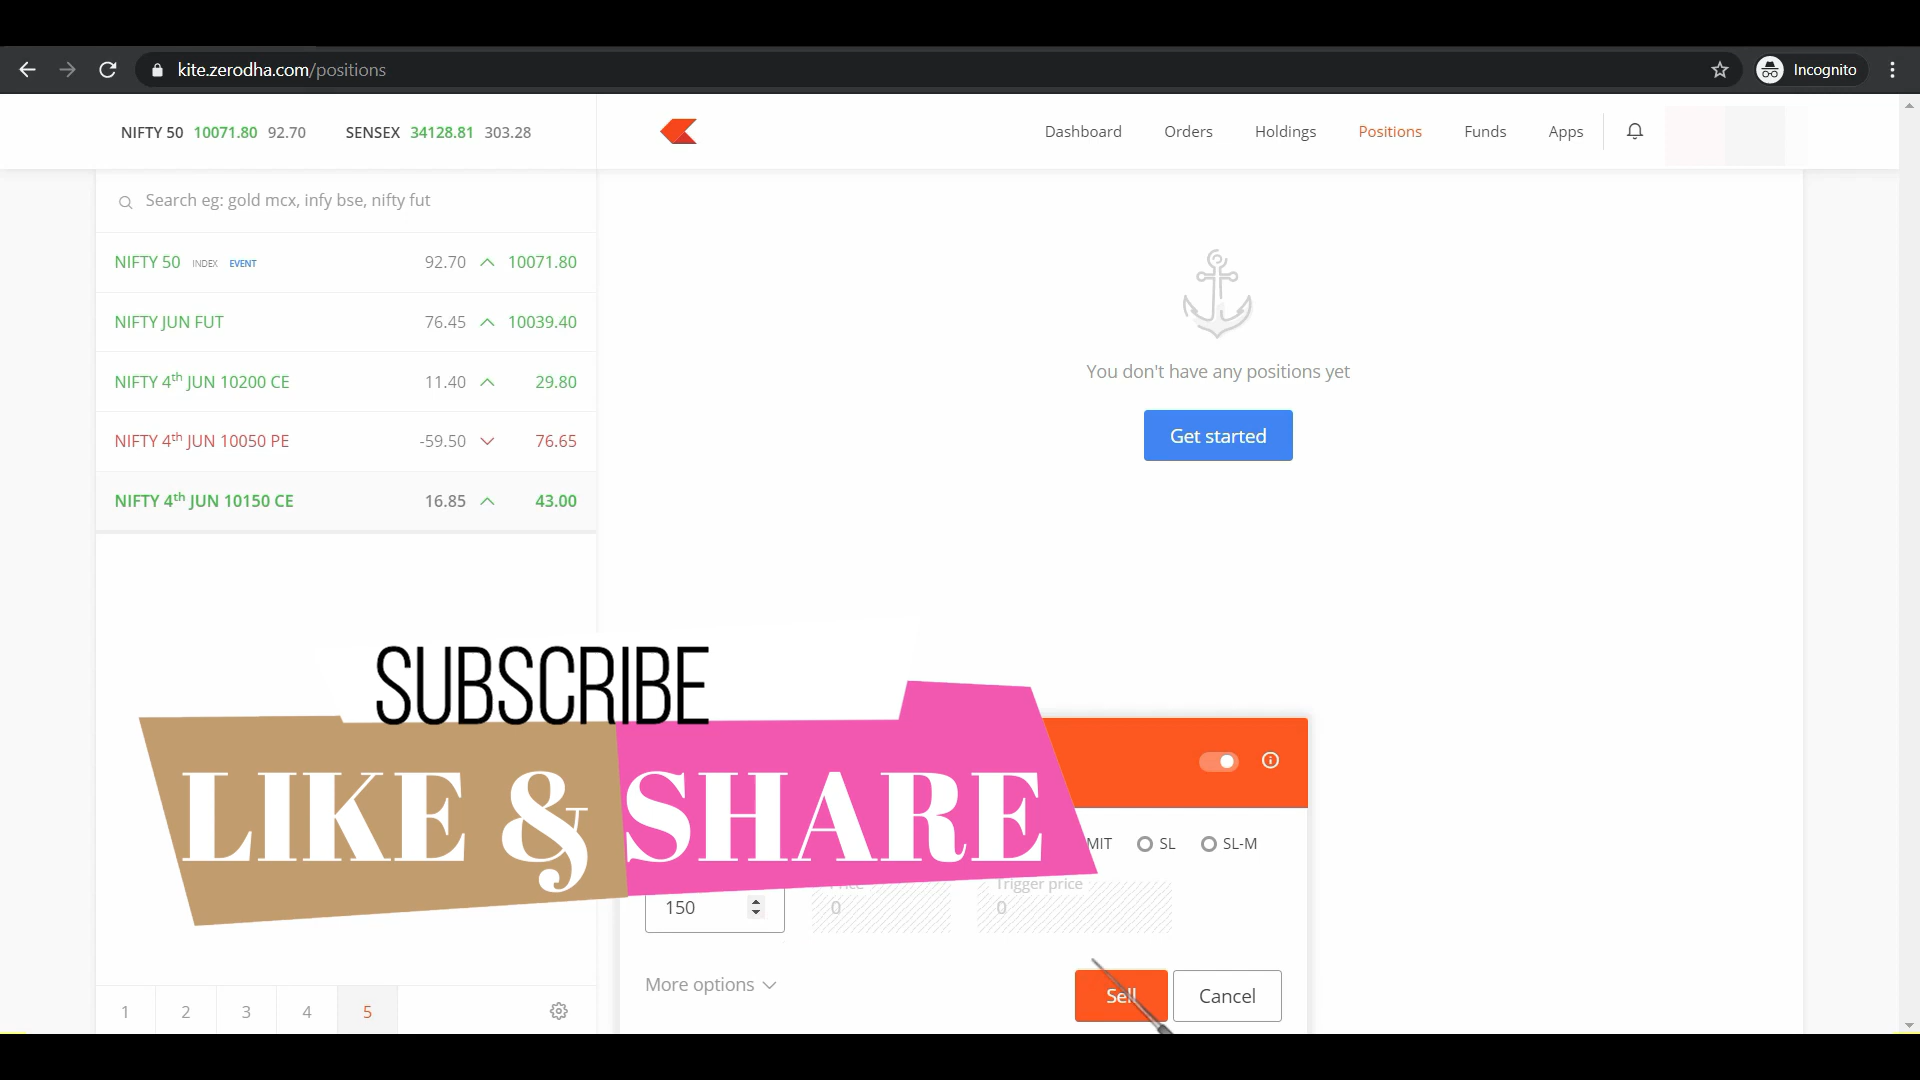 kite.zerodha.com/positions
Incognito
NIFTY 50 10071.80 92.70 SENSEX 34128.81 303.28
Dashboard Orders Holdings Positions Funds Apps
Search eg: gold mcx, infy bse, nifty fut
NIFTY 50 INDEX EVENT 92.70 10071.80
NIFTY JUN FUT 76.45 10039.40
NIFTY 4th JUN 10200 CE 11.40 29.80
NIFTY 4th JUN 10050 PE -59.50 76.65
NIFTY 4th JUN 10150 CE 16.85 43.00
You don't have any positions yet
Get started
SUBSCRIBE
LIKE & SHARE
MIT SL SL-M
Price Trigger price
150 0 0
More options
Sell Cancel
1 2 3 4 5